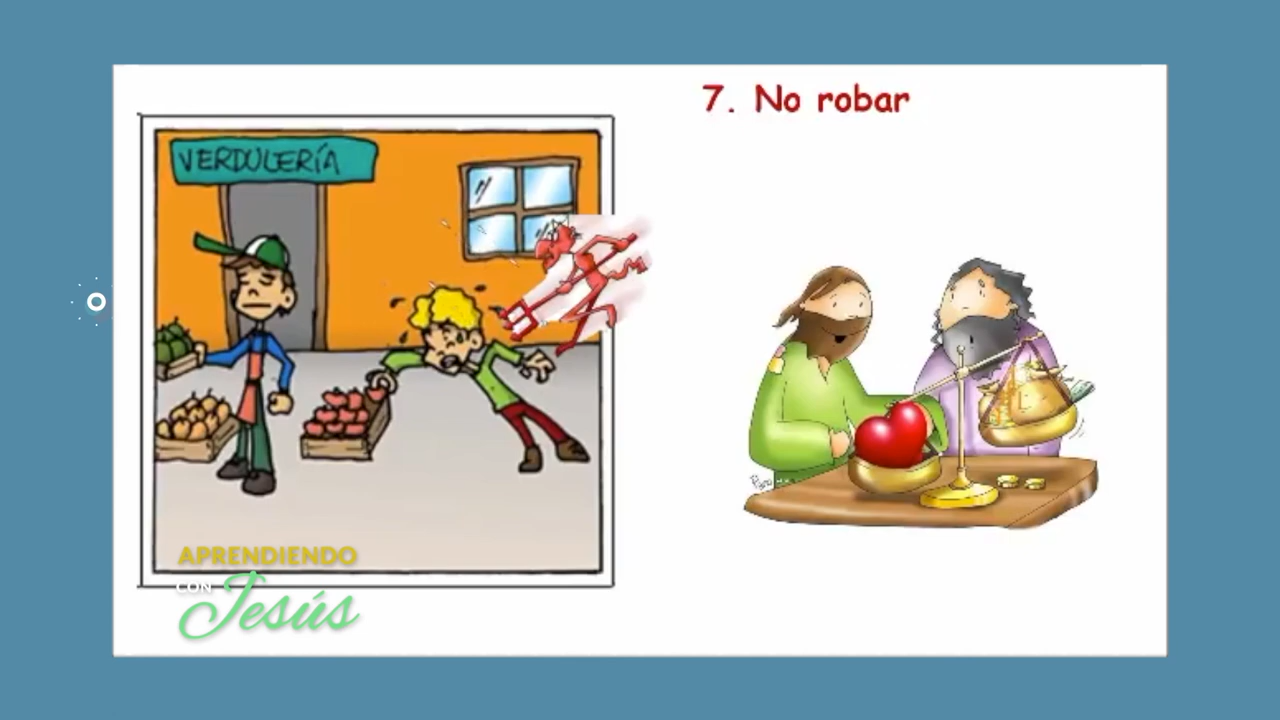 7. No robar
VERDULERÍA
APRENDIENDO
CON
Jesús